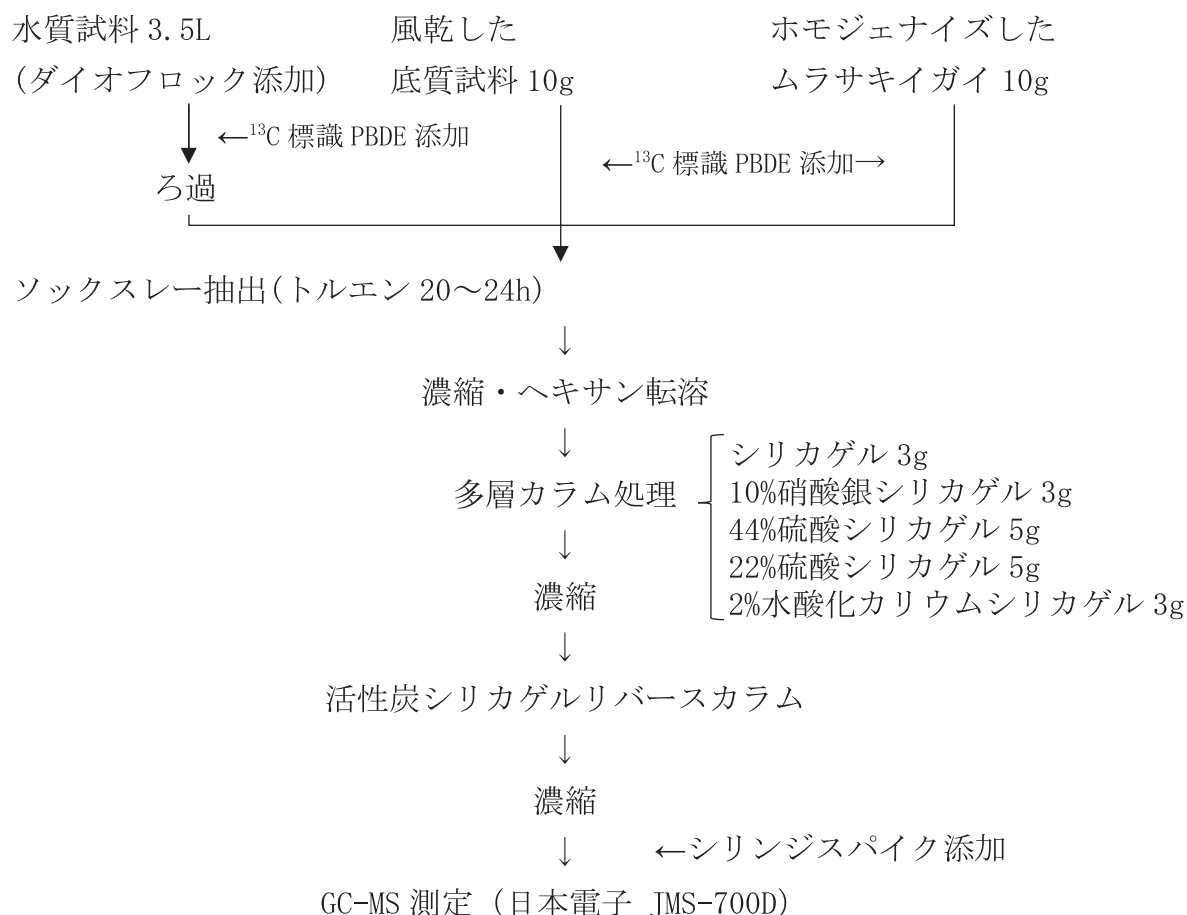 水質試料 3.5L
(ダイオフロック添加)
風乾した
底質試料 10g
ホモジェナイズした
ムラサキイガイ 10g
←¹³C 標識 PBDE 添加
←¹³C 標識 PBDE 添加→
ろ過
ソックスレー抽出(トルエン 20～24h)
↓
濃縮・ヘキサン転溶
↓
多層カラム処理
シリカゲル 3g
10%硝酸銀シリカゲル 3g
44%硫酸シリカゲル 5g
22%硫酸シリカゲル 5g
2%水酸化カリウムシリカゲル 3g
↓
濃縮
↓
活性炭シリカゲルリバースカラム
↓
濃縮
↓ ←シリンジスパイク添加
GC-MS 測定（日本電子 JMS-700D）